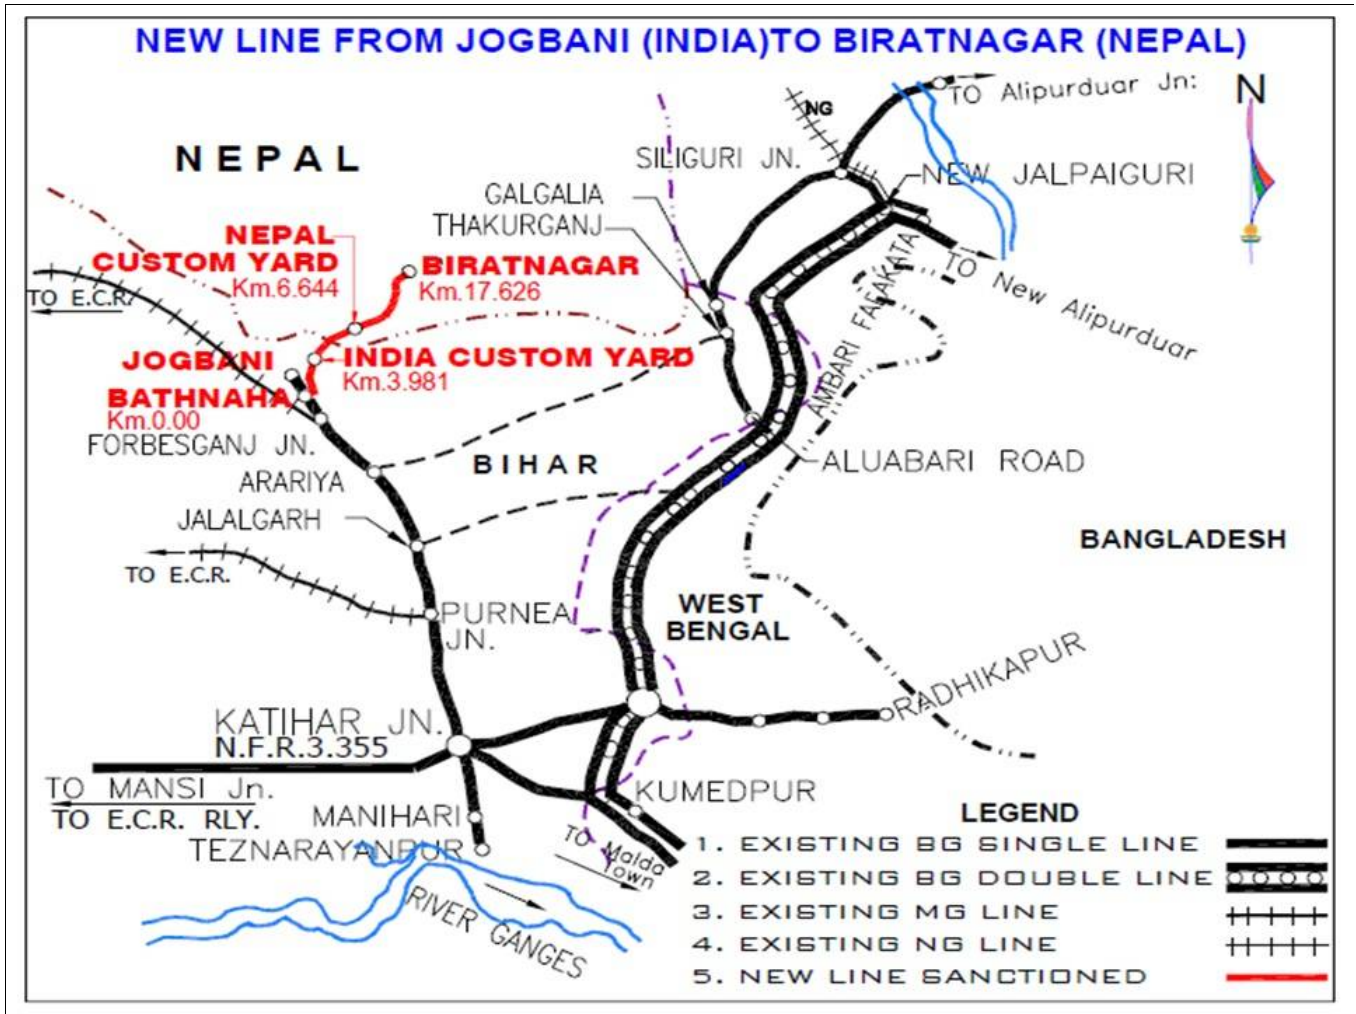 NEW LINE FROM JOGBANI (INDIA)TO BIRATNAGAR (NEPAL)
TO Alipurduar Jn:
N
NG
NEPAL
SILIGURI JN.
NEW JALPAIGURI
GALGALIA
THAKURGANJ
NEPAL
CUSTOM YARD
Km.6.644
BIRATNAGAR
Km.17.626
TO E.C.R.
TO New Alipurduar
AMBARI FALAKATA
JOGBANI
INDIA CUSTOM YARD
Km.3.981
BATHNAHA
Km.0.00
FORBESGANJ JN.
ARARIYA
BIHAR
ALUABARI ROAD
JALALGARH
BANGLADESH
TO E.C.R.
PURNEA
JN.
WEST
BENGAL
RADHIKAPUR
KATIHAR JN.
N.F.R.3.355
TO MANSI Jn.
TO E.C.R. RLY.
KUMEDPUR
MANIHARI
TEZNARAYANPUR
TO Malda
Town
RIVER GANGES
LEGEND
1. EXISTING BG SINGLE LINE
2. EXISTING BG DOUBLE LINE
3. EXISTING MG LINE
4. EXISTING NG LINE
5. NEW LINE SANCTIONED